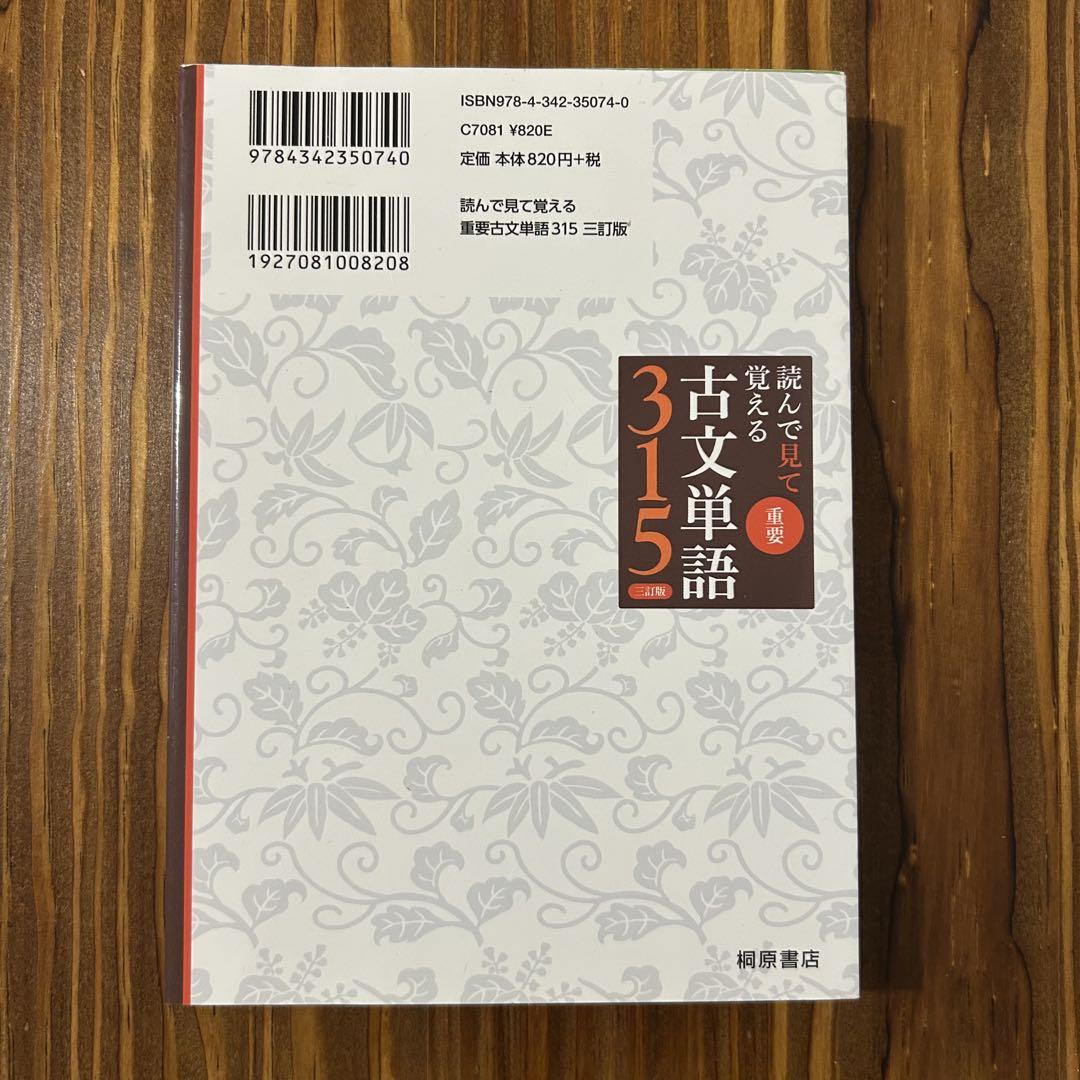 ISBN978-4-342-35074-0
C7081 ¥820E
定価 本体820円+税
9784342350740
読んで見て覚える
重要古文単語315 三訂版
1927081008208
読んで見て
覚える
重要
古文単語
315
三訂版
桐原書店